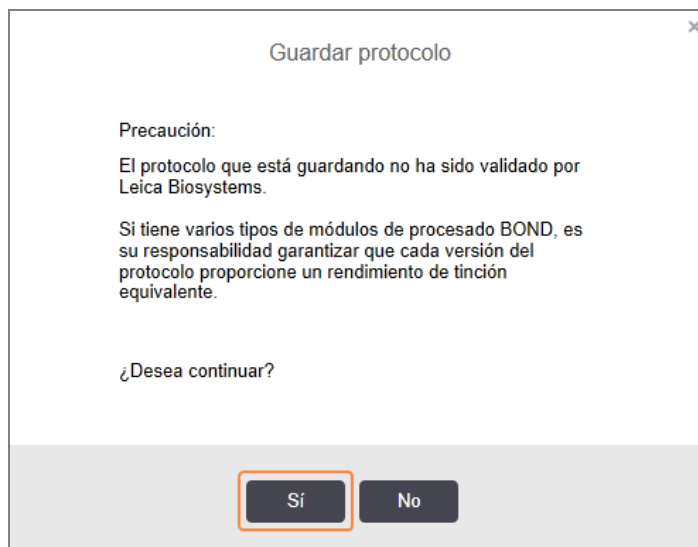 Guardar protocolo
Precaución:
El protocolo que está guardando no ha sido validado por
Leica Biosystems.
Si tiene varios tipos de módulos de procesado BOND, es
su responsabilidad garantizar que cada versión del
protocolo proporcione un rendimiento de tinción
equivalente.
¿Desea continuar?
Sí No